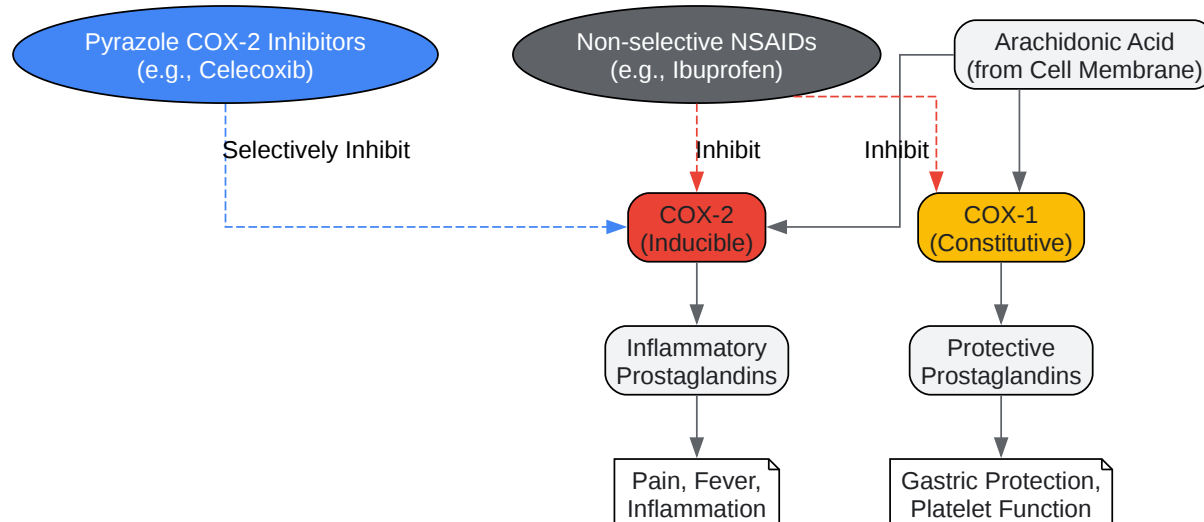 Pyrazole COX-2 Inhibitors
(e.g., Celecoxib)
Non-selective NSAIDs
(e.g., Ibuprofen)
Arachidonic Acid
(from Cell Membrane)
Selectively Inhibit
Inhibit
Inhibit
COX-2
(Inducible)
COX-1
(Constitutive)
Inflammatory
Prostaglandins
Protective
Prostaglandins
Pain, Fever,
Inflammation
Gastric Protection,
Platelet Function